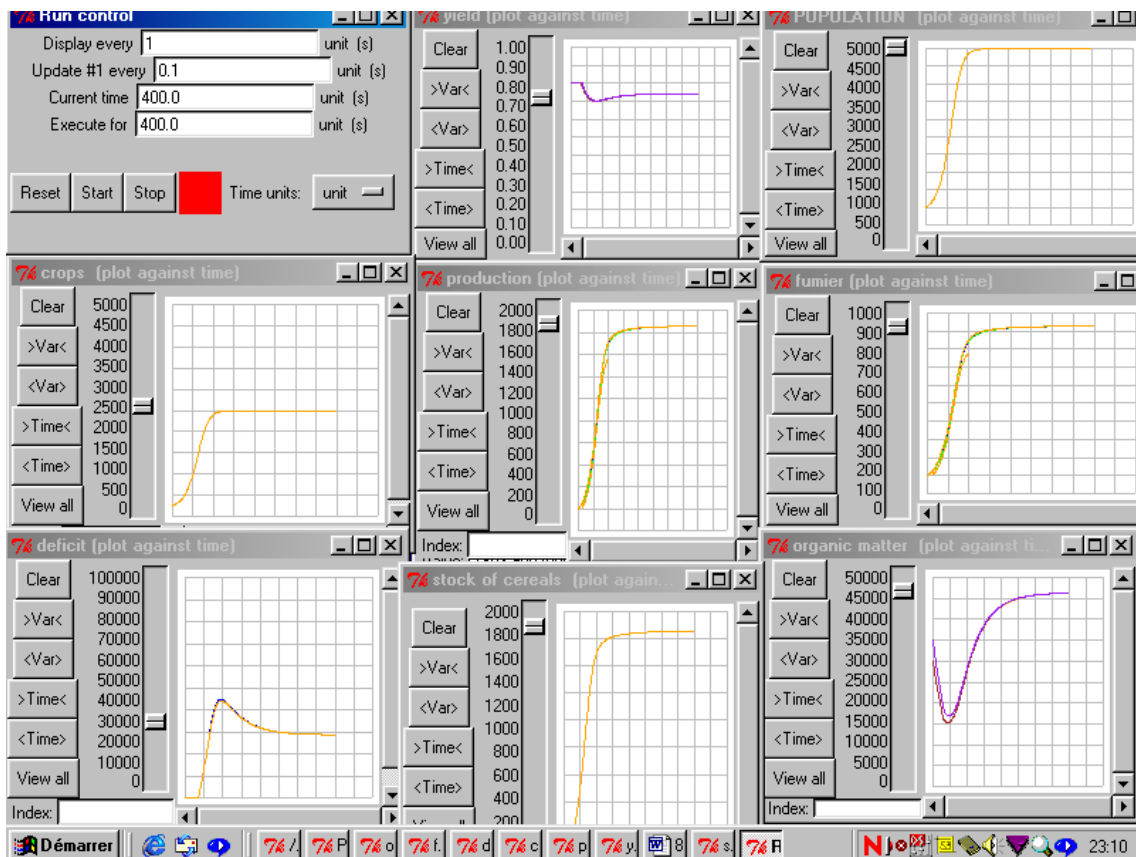 Run control
Display every 1 unit (s)
Update #1 every 0.1 unit (s)
Current time 400.0 unit (s)
Execute for 400.0 unit (s)
Reset Start Stop Time units: unit
yield (plot against time)
Clear
>Var<
<Var>
>Time<
<Time>
View all
1.00
0.90
0.80
0.70
0.60
0.50
0.40
0.30
0.20
0.10
0.00
POPULATION (plot against time)
Clear
>Var<
<Var>
>Time<
<Time>
View all
5000
4500
4000
3500
3000
2500
2000
1500
1000
500
0
crops (plot against time)
Clear
>Var<
<Var>
>Time<
<Time>
View all
5000
4500
4000
3500
3000
2500
2000
1500
1000
500
0
production (plot against time)
Clear
>Var<
<Var>
>Time<
<Time>
View all
2000
1800
1600
1400
1200
1000
800
600
400
200
0
Index:
fumier (plot against time)
Clear
>Var<
<Var>
>Time<
<Time>
View all
1000
900
800
700
600
500
400
300
200
100
0
deficit (plot against time)
Clear
>Var<
<Var>
>Time<
<Time>
View all
100000
90000
80000
70000
60000
50000
40000
30000
20000
10000
0
Index:
stock of cereals (plot again...
Clear
>Var<
<Var>
>Time<
<Time>
2000
1800
1600
1400
1200
1000
800
600
400
200
organic matter (plot against ti...
Clear
>Var<
<Var>
>Time<
<Time>
View all
50000
45000
40000
35000
30000
25000
20000
15000
10000
5000
0
Index:
Démarrer /. P o f. d c p y. 8 s. R 23:10